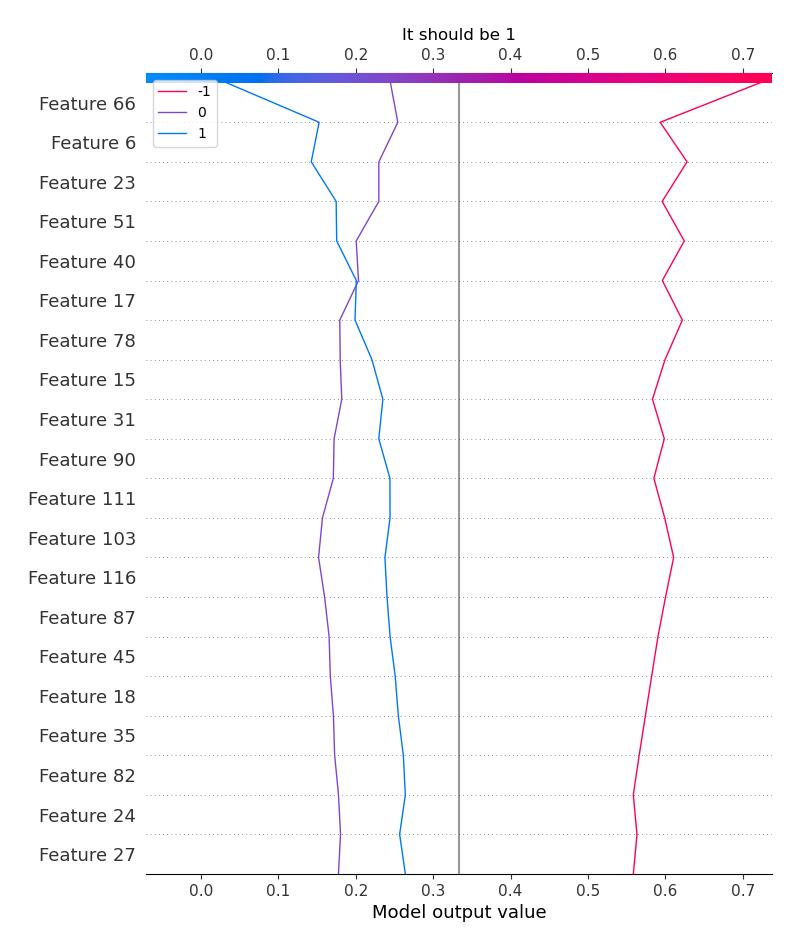 It should be 1
0.0 0.1 0.2 0.3 0.4 0.5 0.6 0.7
-1
0
1
Feature 66
Feature 6
Feature 23
Feature 51
Feature 40
Feature 17
Feature 78
Feature 15
Feature 31
Feature 90
Feature 111
Feature 103
Feature 116
Feature 87
Feature 45
Feature 18
Feature 35
Feature 82
Feature 24
Feature 27
0.0 0.1 0.2 0.3 0.4 0.5 0.6 0.7
Model output value